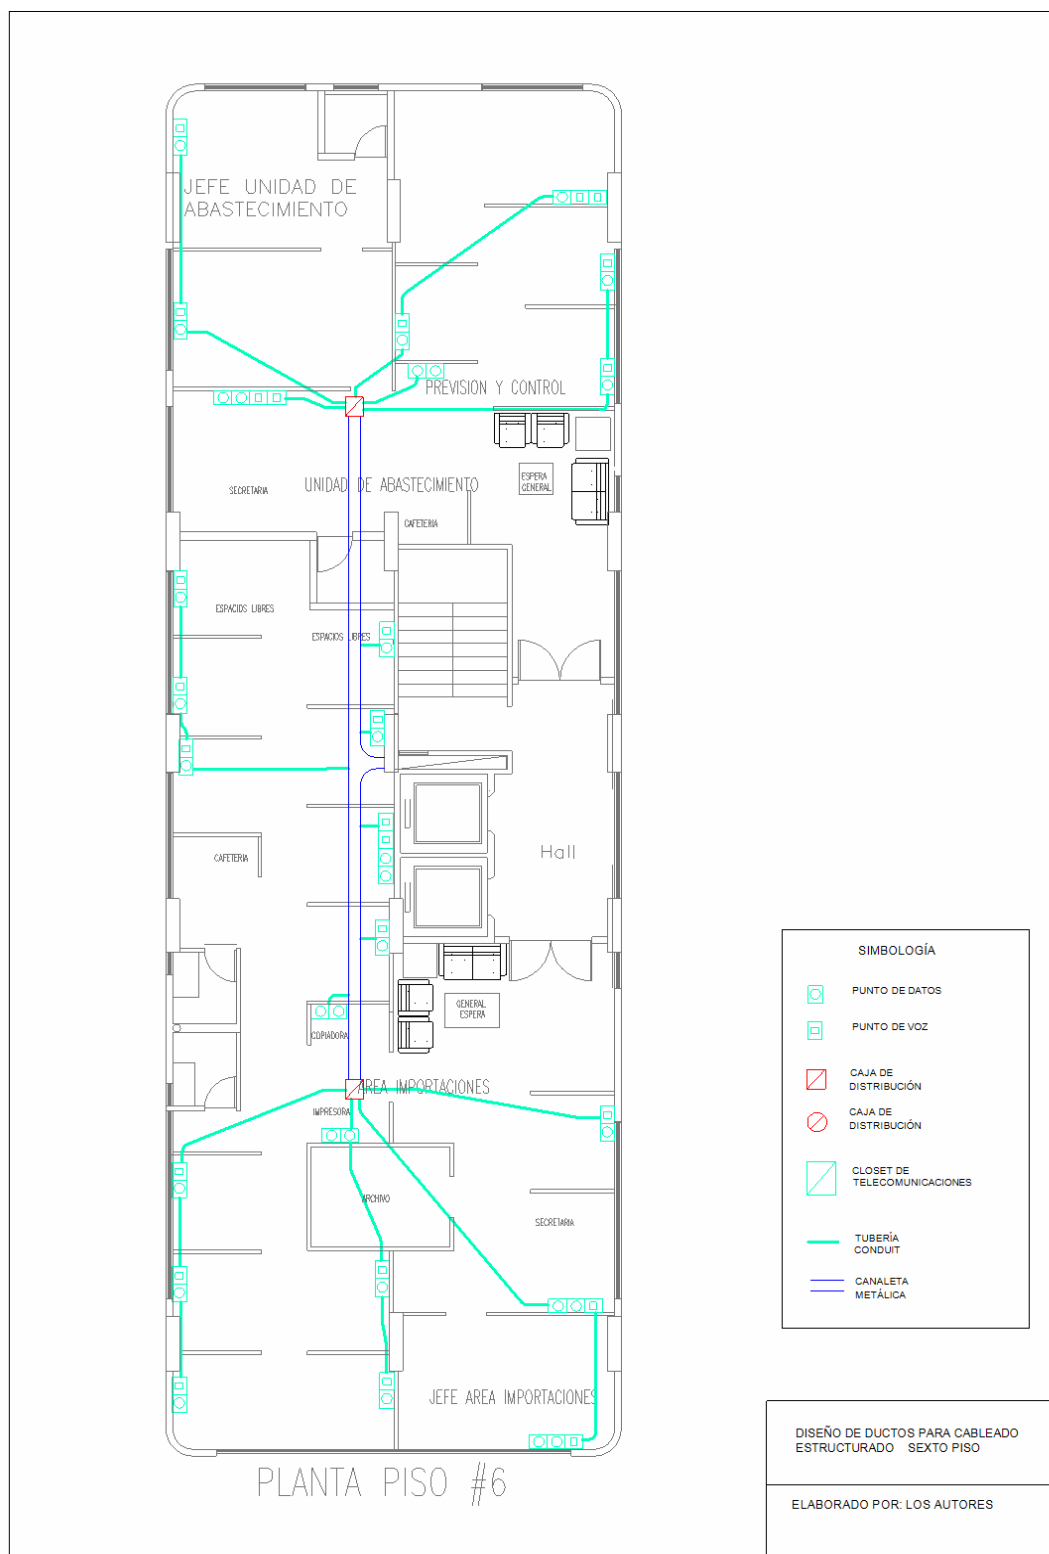 JEFE UNIDAD DE
ABASTECIMIENTO
PREVISION Y CONTROL
ESPERA
GENERAL
SECRETARIA
UNIDAD DE ABASTECIMIENTO
CAFETERIA
ESPACIOS LIBRES
ESPACIOS LIBRES
CAFETERIA
Hall
GENERAL
ESPERA
COPIADORA
AREA IMPORTACIONES
IMPRESORA
ARCHIVO
SECRETARIA
JEFE AREA IMPORTACIONES
PLANTA PISO #6
SIMBOLOGÍA
PUNTO DE DATOS
PUNTO DE VOZ
CAJA DE
DISTRIBUCIÓN
CAJA DE
DISTRIBUCIÓN
CLOSET DE
TELECOMUNICACIONES
TUBERÍA
CONDUIT
CANALETA
METÁLICA
DISEÑO DE DUCTOS PARA CABLEADO
ESTRUCTURADO SEXTO PISO
ELABORADO POR: LOS AUTORES